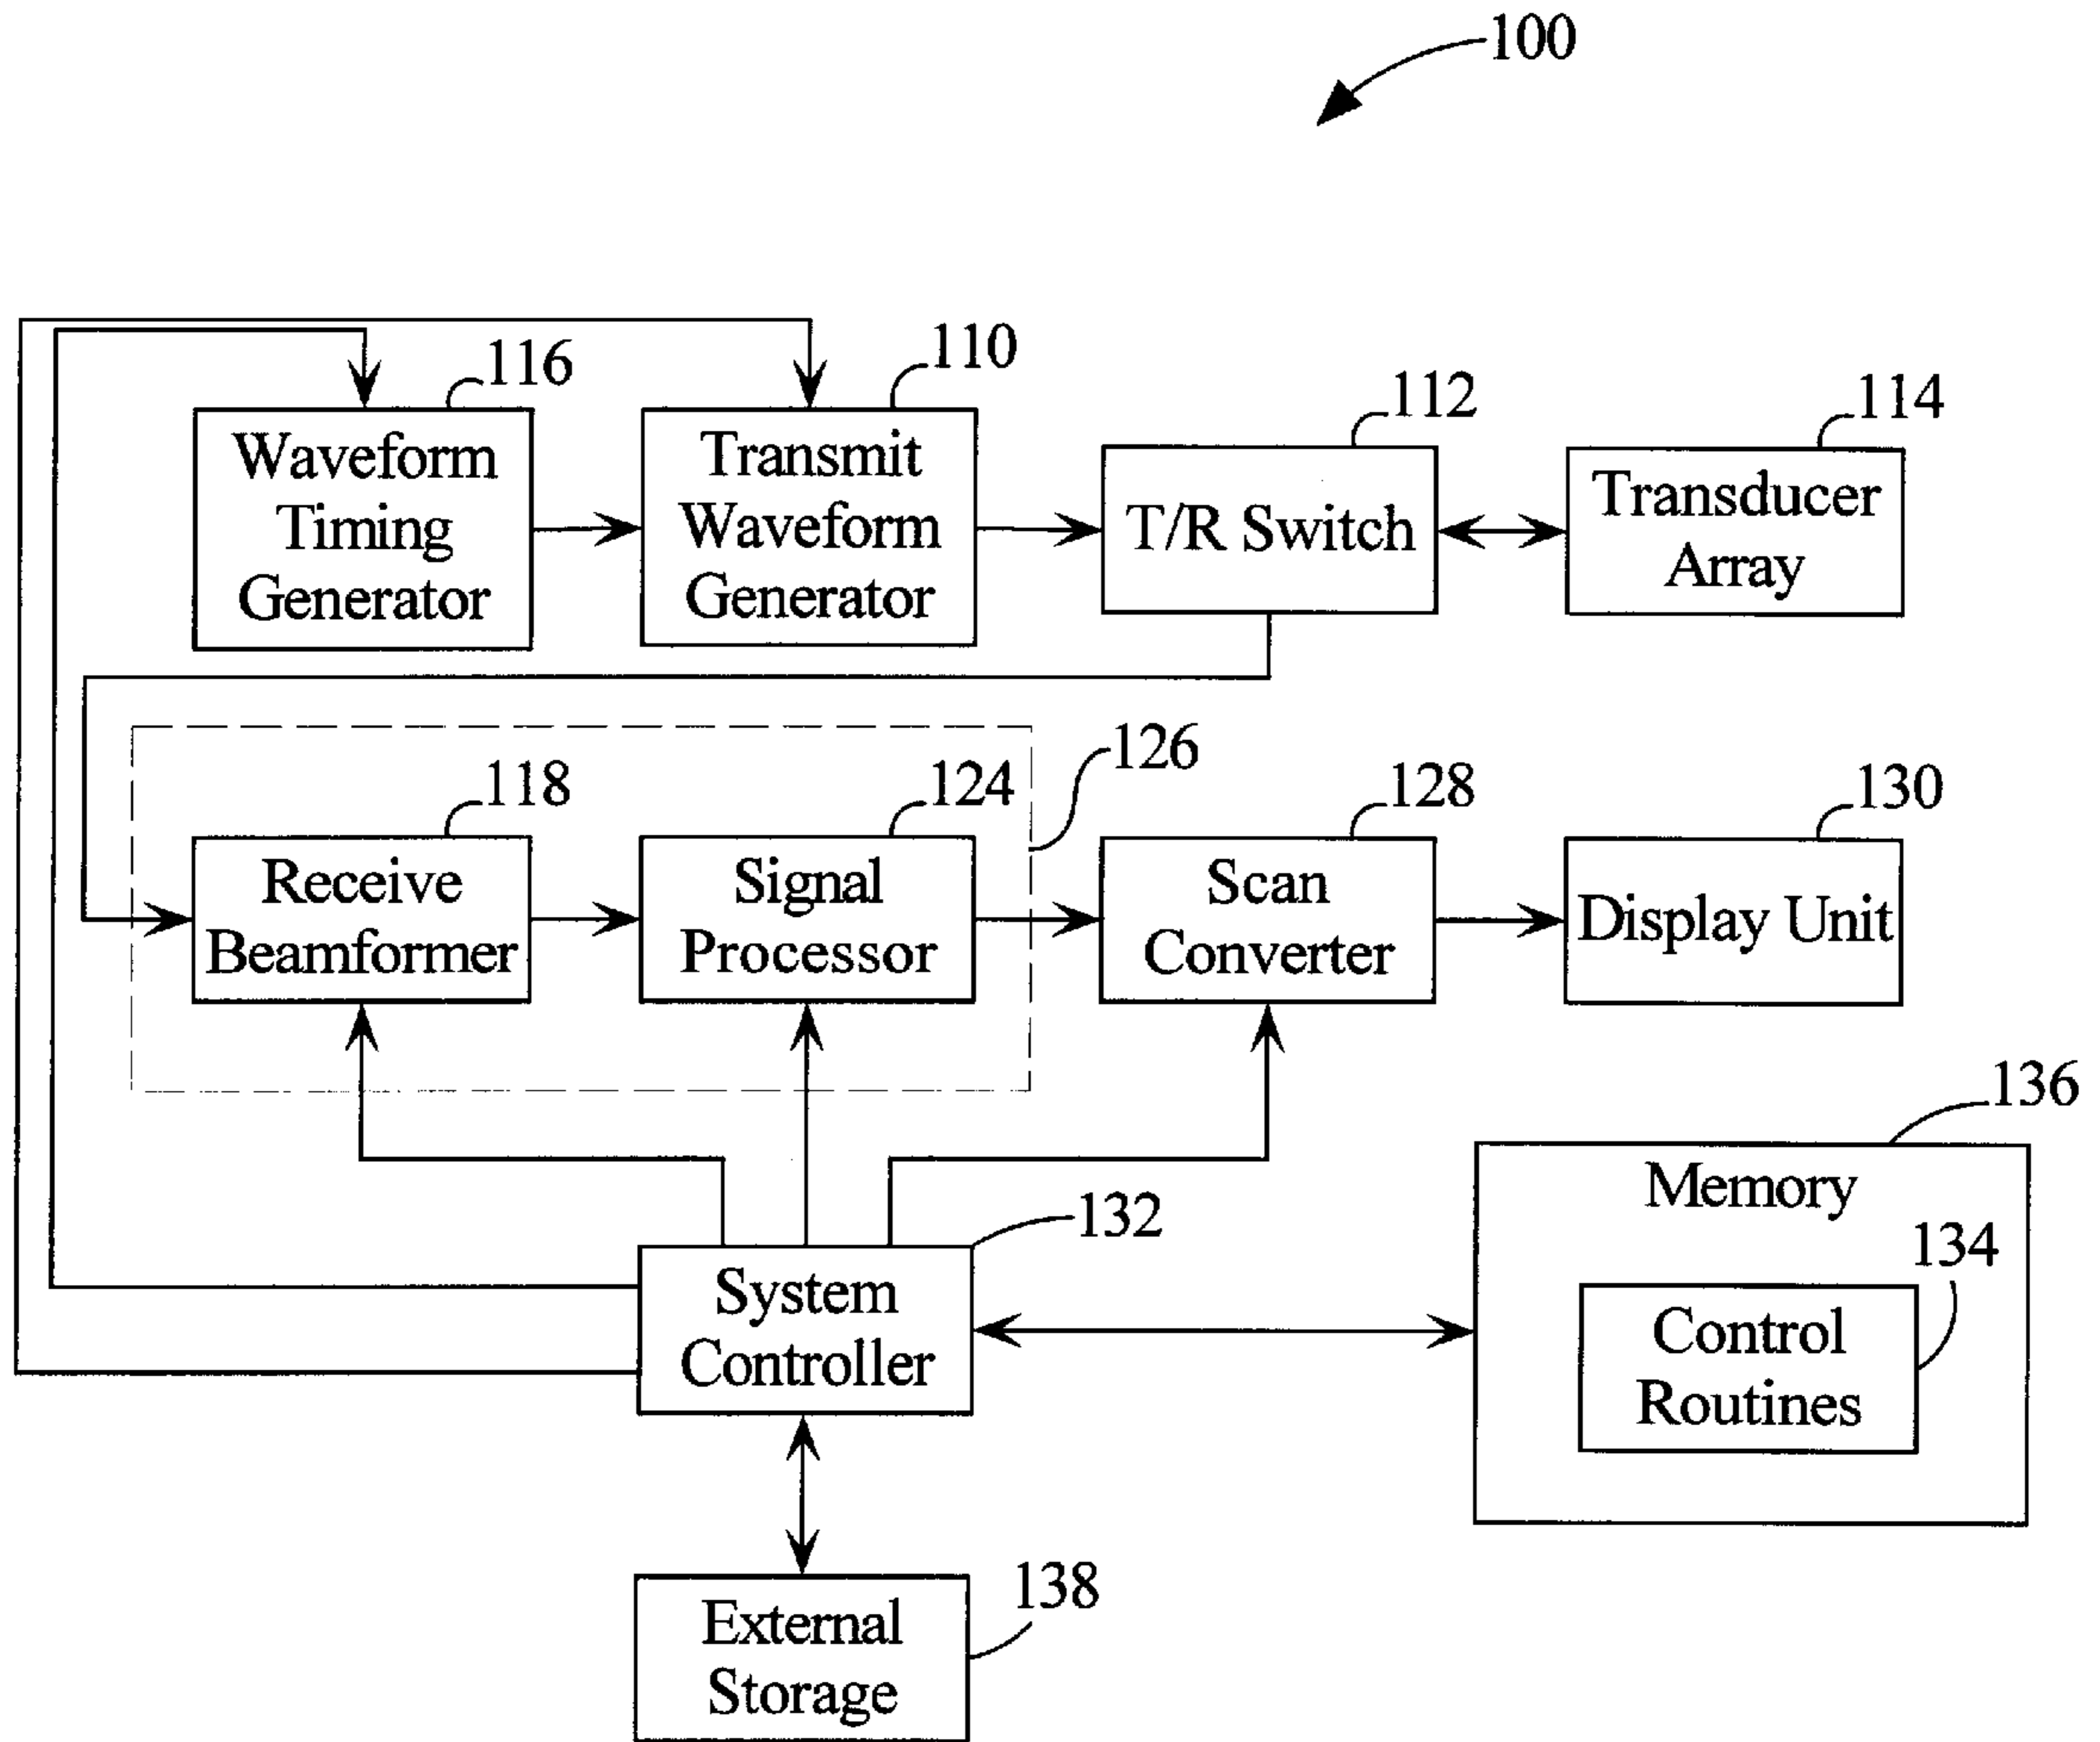 100
116
110
112
114
Waveform
Timing
Generator
Transmit
Waveform
Generator
T/R Switch
Transducer
Array
126
118
124
128
130
Receive
Beamformer
Signal
Processor
Scan
Converter
Display Unit
136
Memory
132
134
System
Controller
Control
Routines
138
External
Storage